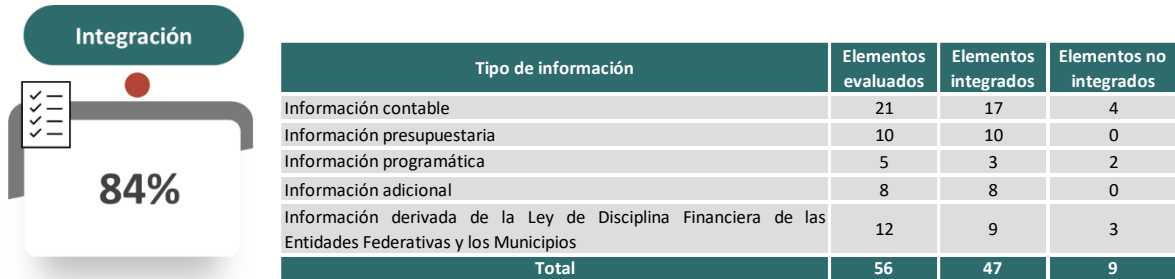 Integración
84%
Tipo de información Elementos evaluados Elementos integrados Elementos no integrados
Información contable 21 17 4
Información presupuestaria 10 10 0
Información programática 5 3 2
Información adicional 8 8 0
Información derivada de la Ley de Disciplina Financiera de las
Entidades Federativas y los Municipios 12 9 3
Total 56 47 9